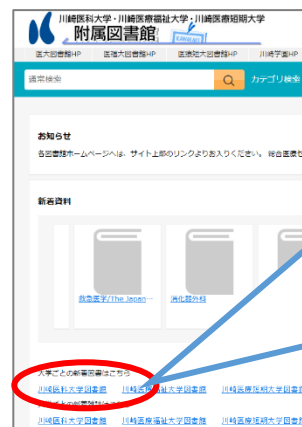 川崎医科大学・川崎医療福祉大学・川崎医療短期大学
附属図書館
医大図書館HP 医福大図書館HP 医療短大図書館HP 川崎学園HP
通常検索
カテゴリ検索
お知らせ
各図書館ホームページへは、サイト上部のリンクよりお入りください。 総合医療セ
新着資料
救急医学/The Japan… 消化器外科
大学ごとの新着図書はこちら
川崎医科大学図書館 川崎医療福祉大学図書館 川崎医療短期大学図書
川崎医科大学図書館 川崎医療福祉大学図書館 川崎医療短期大学図書